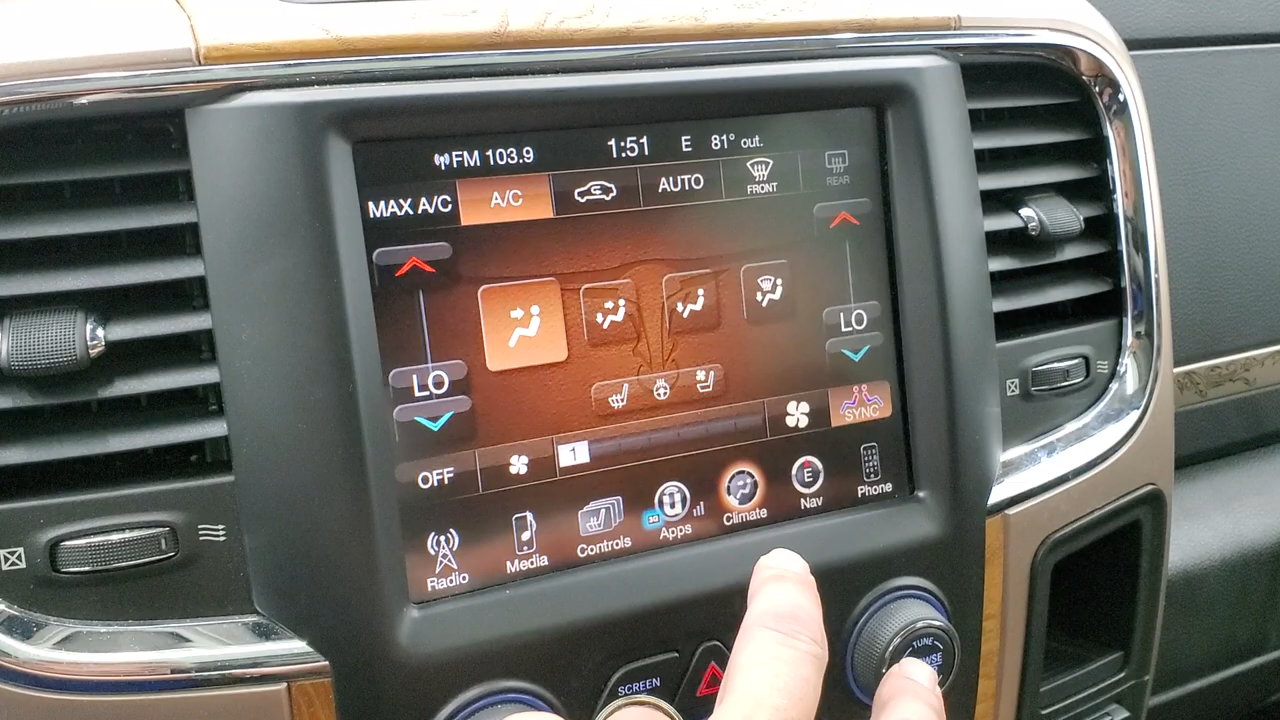 FM 103.9 1:51 E 81° out.
MAX A/C A/C AUTO FRONT REAR
LO LO
OFF 1 SYNC
Radio Media Controls 3G Apps Climate E Nav Phone
SCREEN TUNE